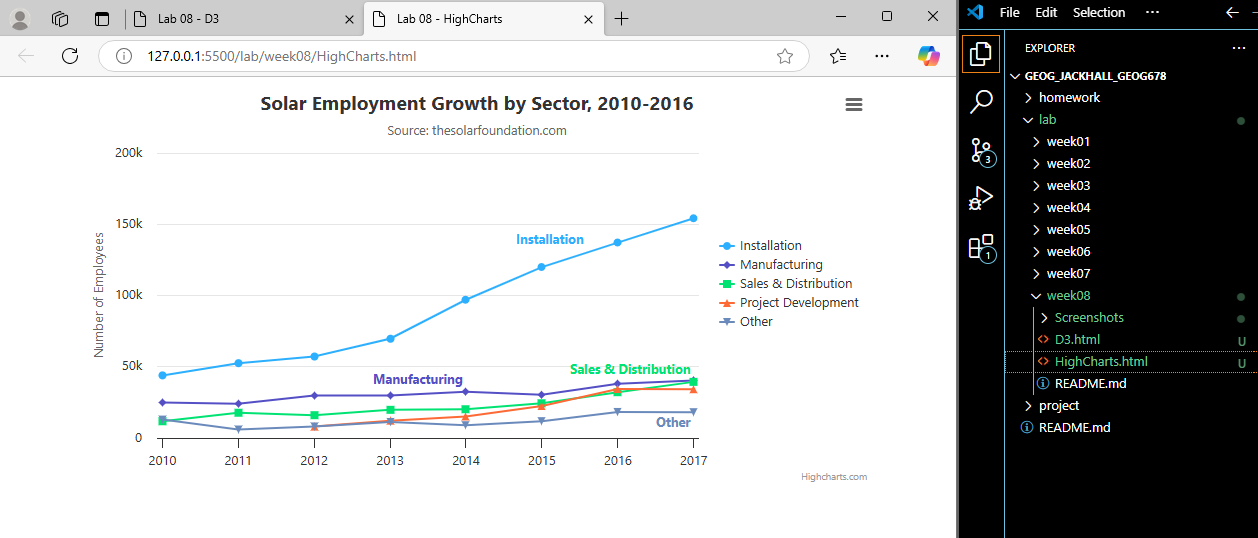 Lab 08 - D3
Lab 08 - HighCharts
127.0.0.1:5500/lab/week08/HighCharts.html
Solar Employment Growth by Sector, 2010-2016
Source: thesolarfoundation.com
Number of Employees
200k
150k
100k
50k
0
Installation
Manufacturing
Sales & Distribution
Other
2010 2011 2012 2013 2014 2015 2016 2017
Installation
Manufacturing
Sales & Distribution
Project Development
Other
Highcharts.com
File Edit Selection ···
EXPLORER ···
GEOG_JACKHALL_GEOG678
homework
lab
week01
week02
week03
week04
week05
week06
week07
week08
Screenshots
D3.html U
HighCharts.html U
README.md
project
README.md
3
1